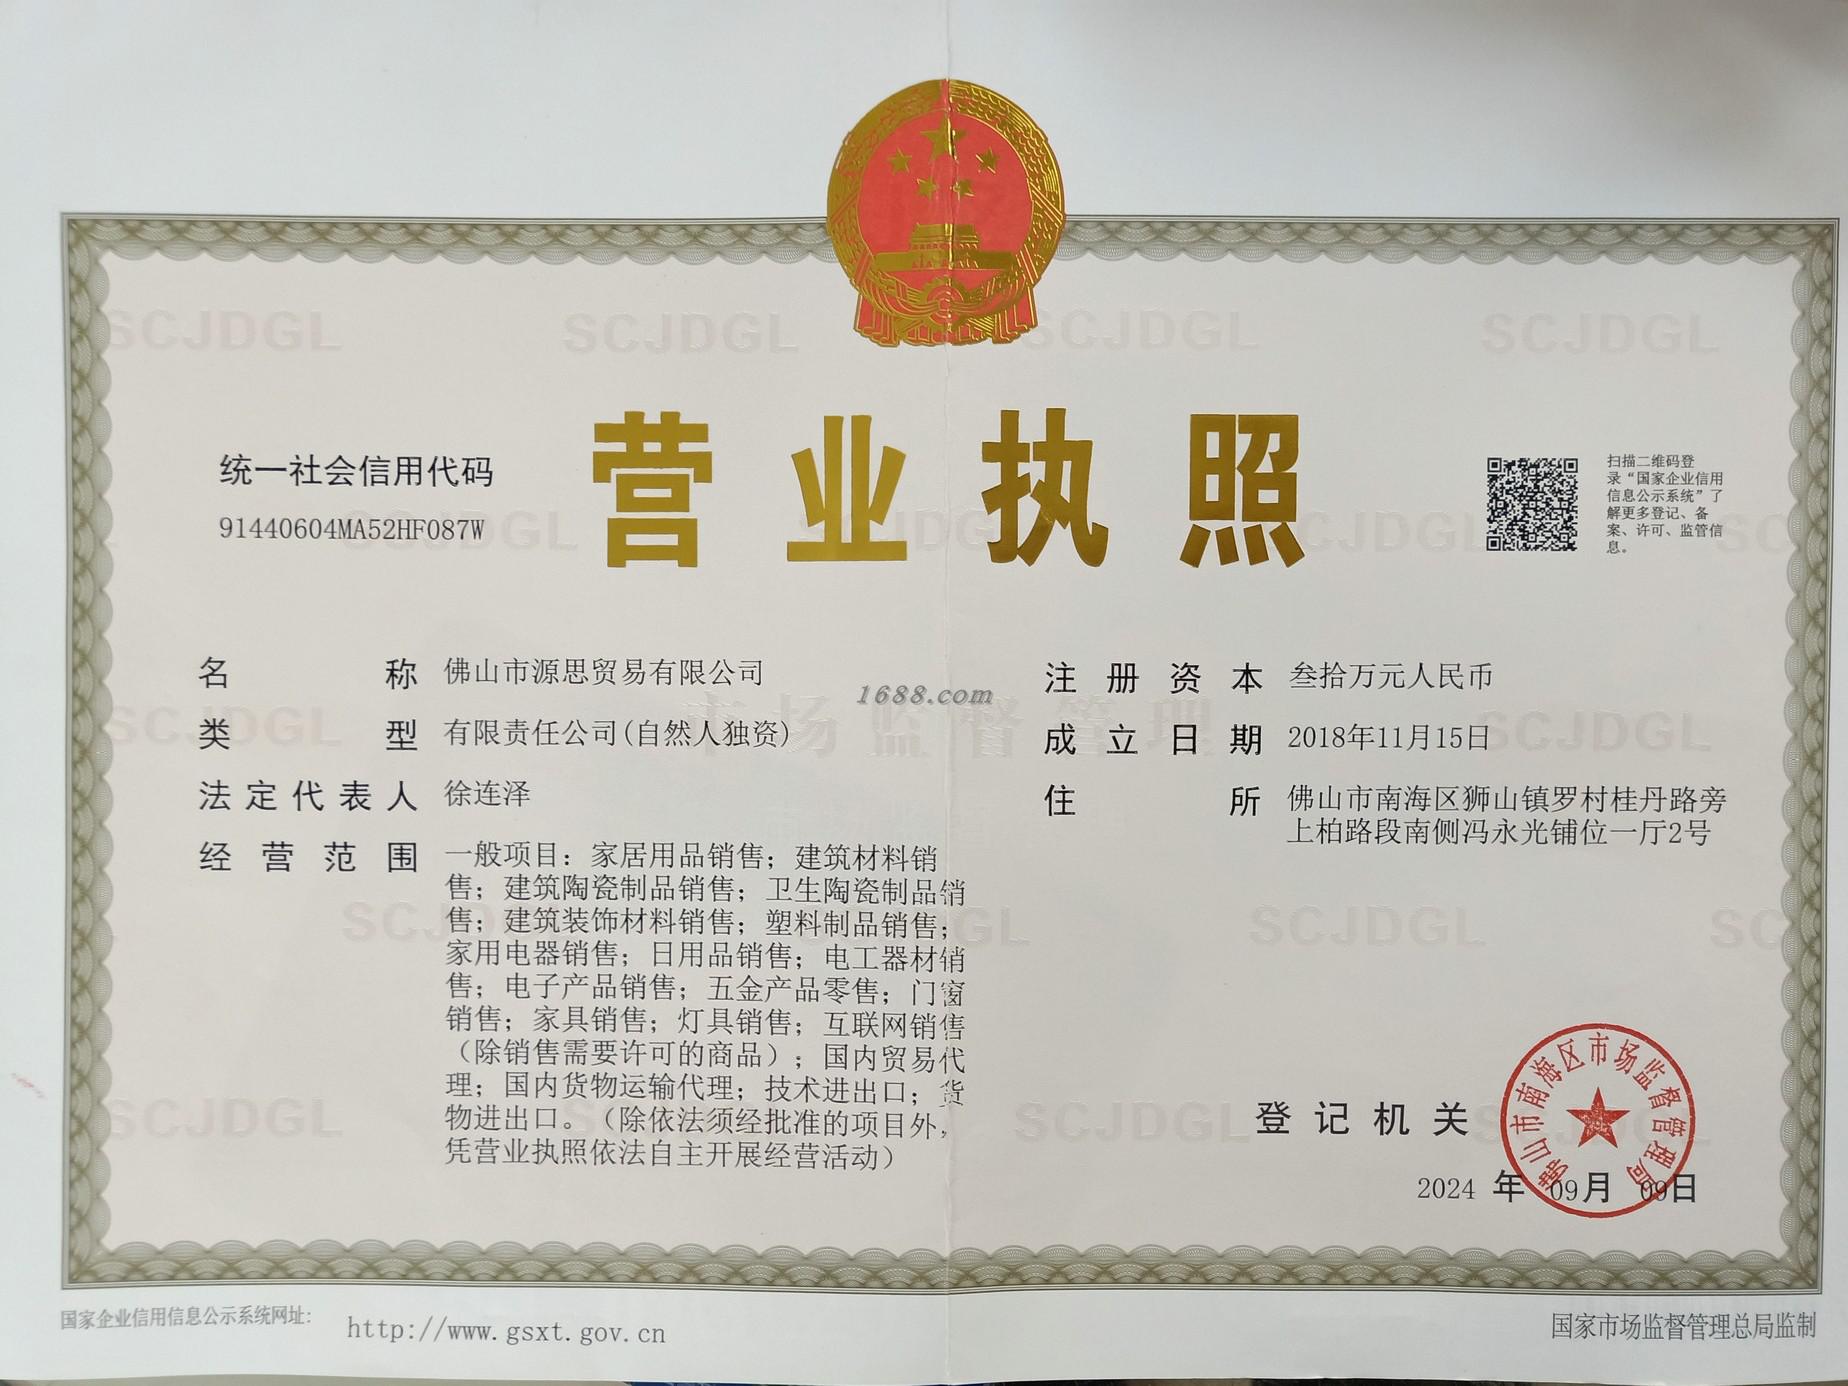 SCJDGL SCJDGL SCJDGL SCJDGL
营业执照
统一社会信用代码
91440604MA52HF087W
扫描二维码登
录“国家企业信用
信息公示系统”了
解更多登记、备
案、许可、监管信
息。
名称 佛山市源思贸易有限公司
类型 有限责任公司(自然人独资)
法定代表人 徐连泽
经营范围 一般项目：家居用品销售；建筑材料销
售；建筑陶瓷制品销售；卫生陶瓷制品销
售；建筑装饰材料销售；塑料制品销售；
家用电器销售；日用品销售；电工器材销
售；电子产品销售；五金产品零售；门窗
销售；家具销售；灯具销售；互联网销售
（除销售需要许可的商品）；国内贸易代
理；国内货物运输代理；技术进出口；货
物进出口。（除依法须经批准的项目外，
凭营业执照依法自主开展经营活动）
1688.com
市场监督管理
注册资本 叁拾万元人民币
成立日期 2018年11月15日
住所 佛山市南海区狮山镇罗村桂丹路旁
上柏路段南侧冯永光铺位一厅2号
登记机关
佛山市南海区市场监督管理局
2024年09月09日
国家企业信用信息公示系统网址：
http://www.gsxt.gov.cn
国家市场监督管理总局监制